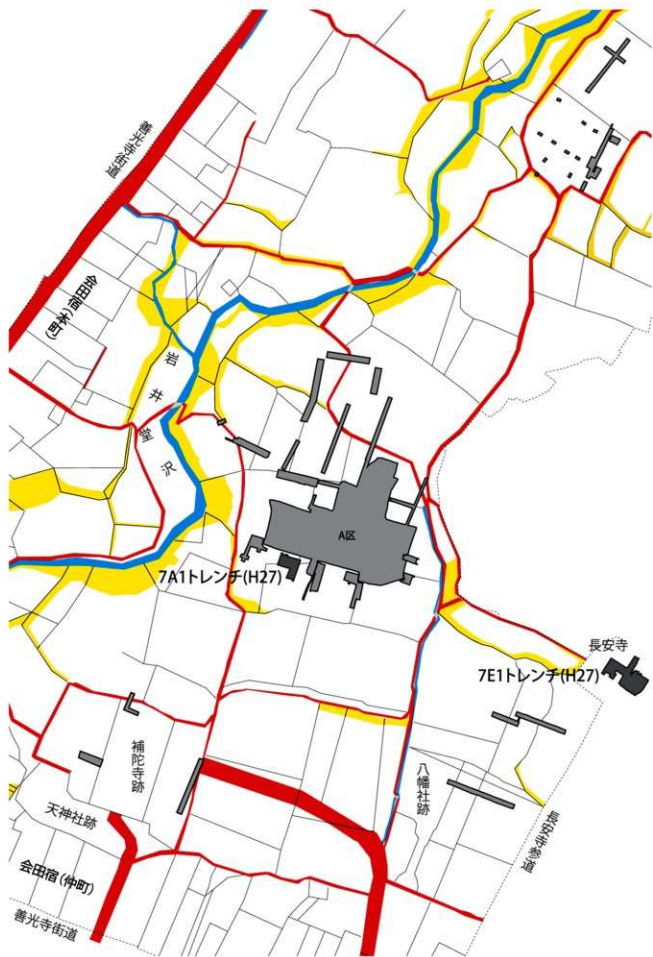 善光寺街道
会田宿(本町)
岩井堂沢
A区
7A1トレンチ(H27)
長安寺
7E1トレンチ(H27)
補陀寺跡
八幡社跡
天神社跡
長安寺参道
会田宿(仲町)
善光寺街道